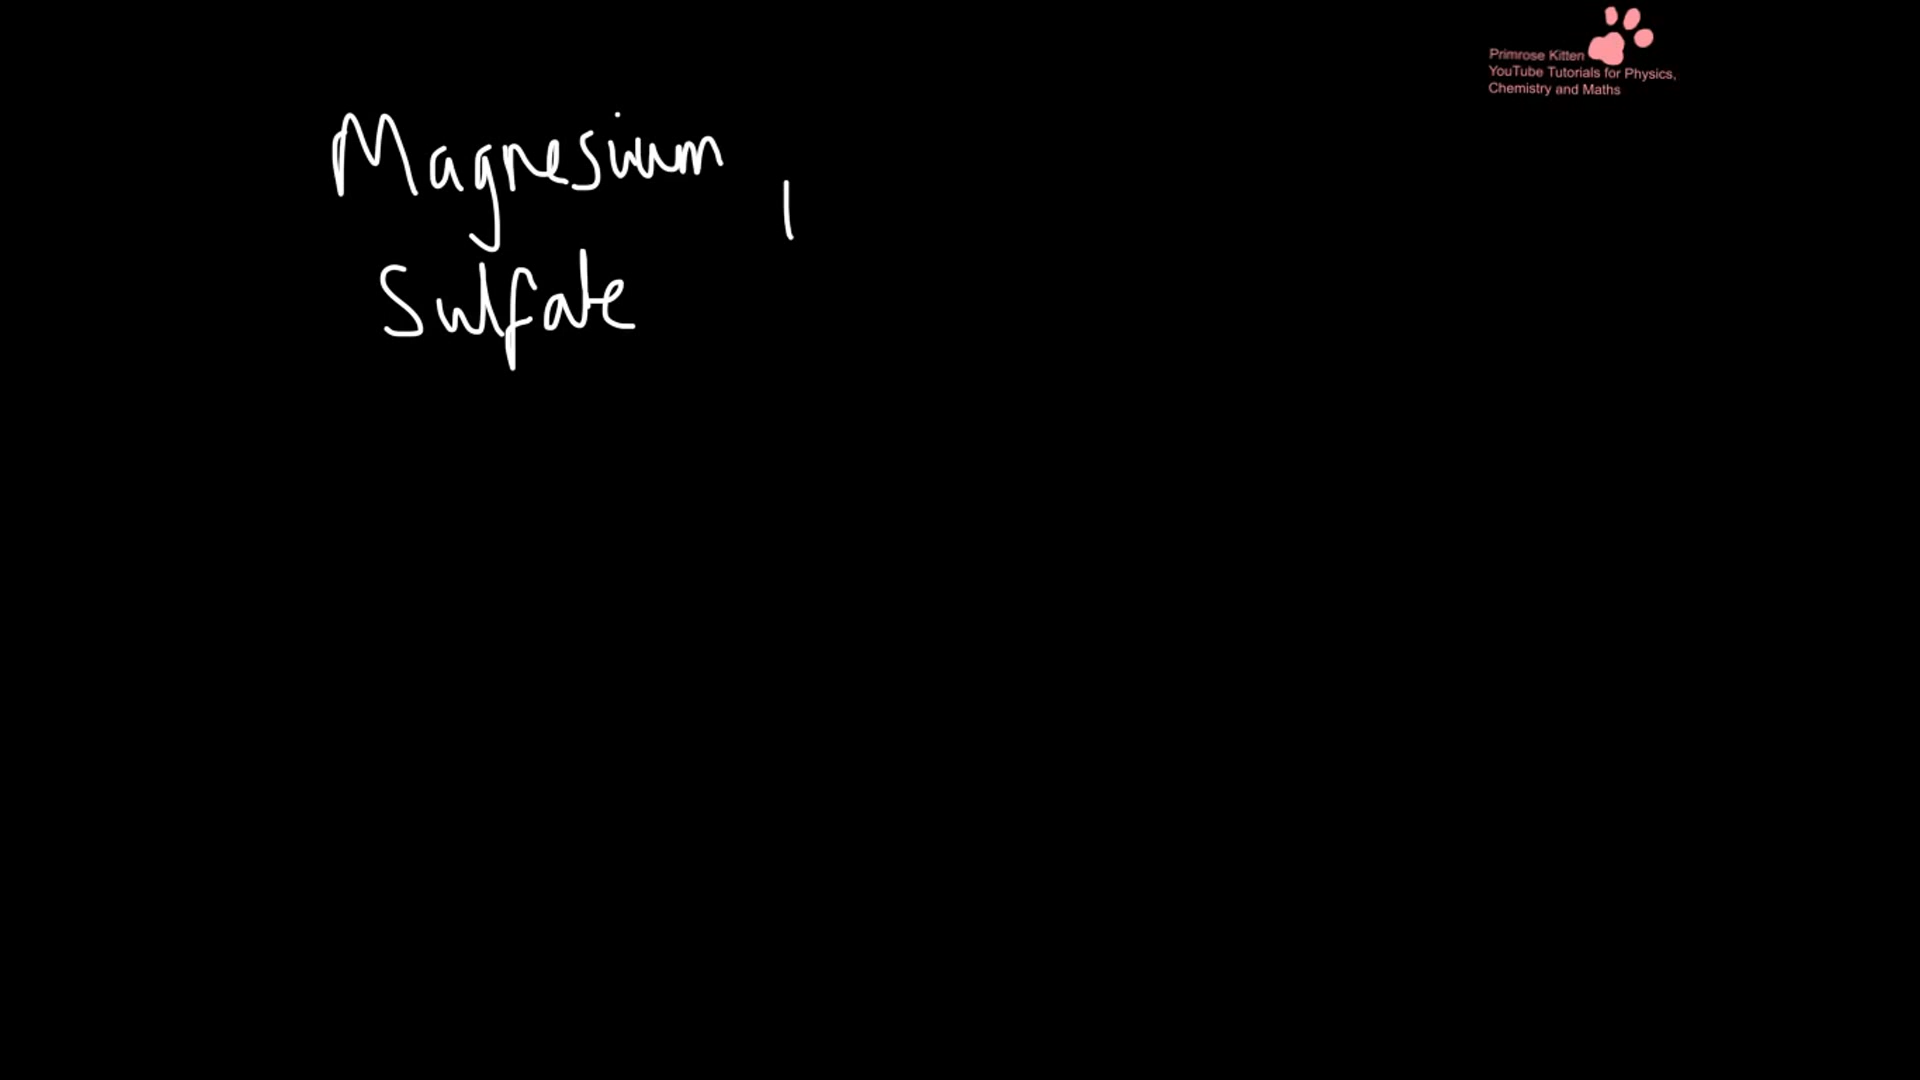 Magnesium
Sulfate
Primrose Kitten
YouTube Tutorials for Physics,
Chemistry and Maths